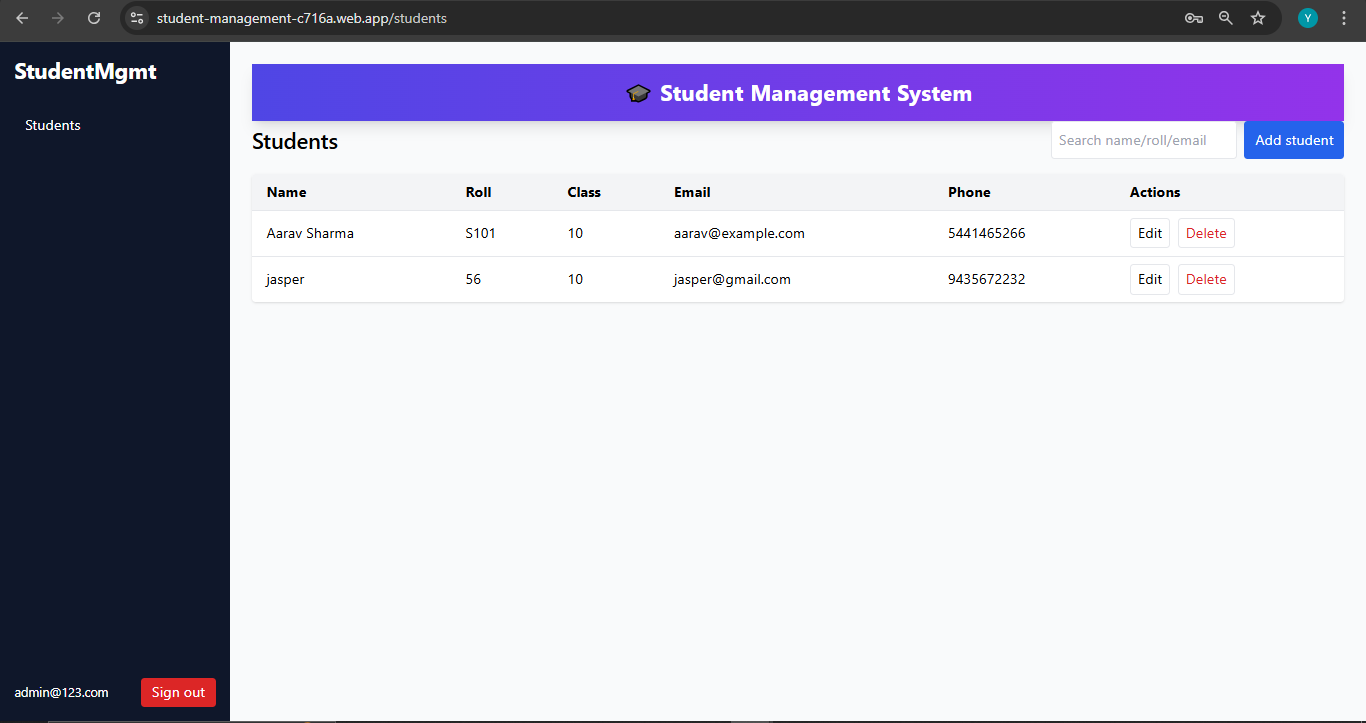 student-management-c716a.web.app/students
Y
StudentMgmt
Students
🎓 Student Management System
Students
Search name/roll/email
Add student
Name Roll Class Email Phone Actions
Aarav Sharma S101 10 aarav@example.com 5441465266 Edit Delete
jasper 56 10 jasper@gmail.com 9435672232 Edit Delete
admin@123.com
Sign out